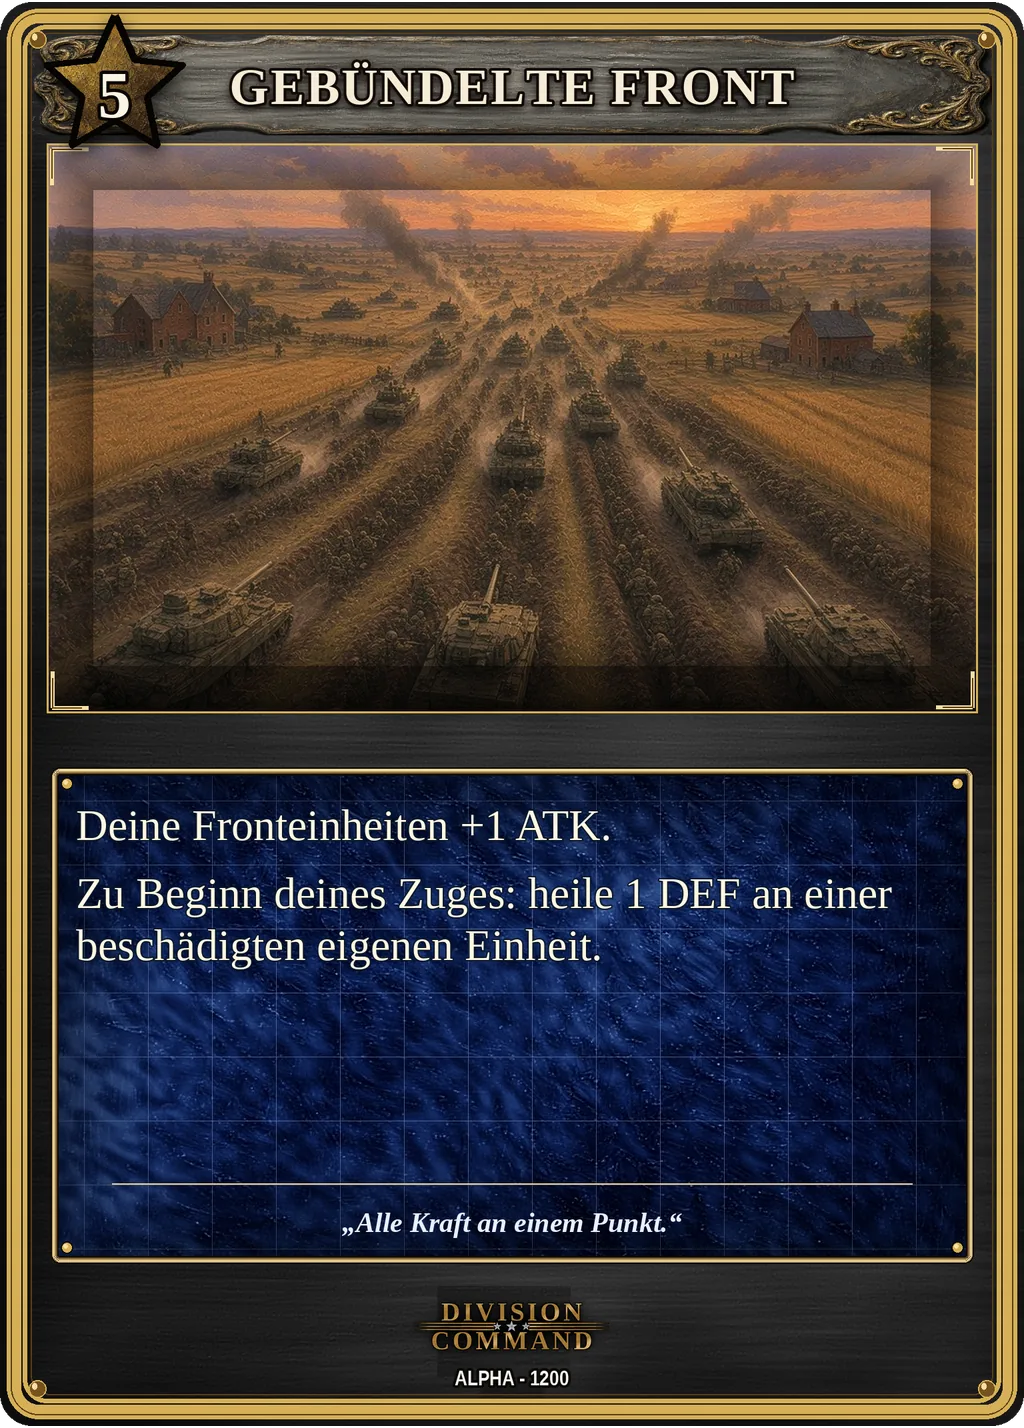 5
GEBÜNDELTE FRONT
Deine Fronteinheiten +1 ATK.
Zu Beginn deines Zuges: heile 1 DEF an einer
beschädigten eigenen Einheit.
„Alle Kraft an einem Punkt.“
DIVISION
COMMAND
ALPHA - 1200